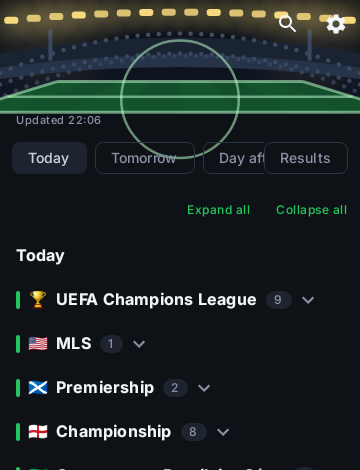 Updated 22:06
Today Tomorrow Day aft Results
Expand all Collapse all
Today
UEFA Champions League 9
MLS 1
Premiership 2
Championship 8